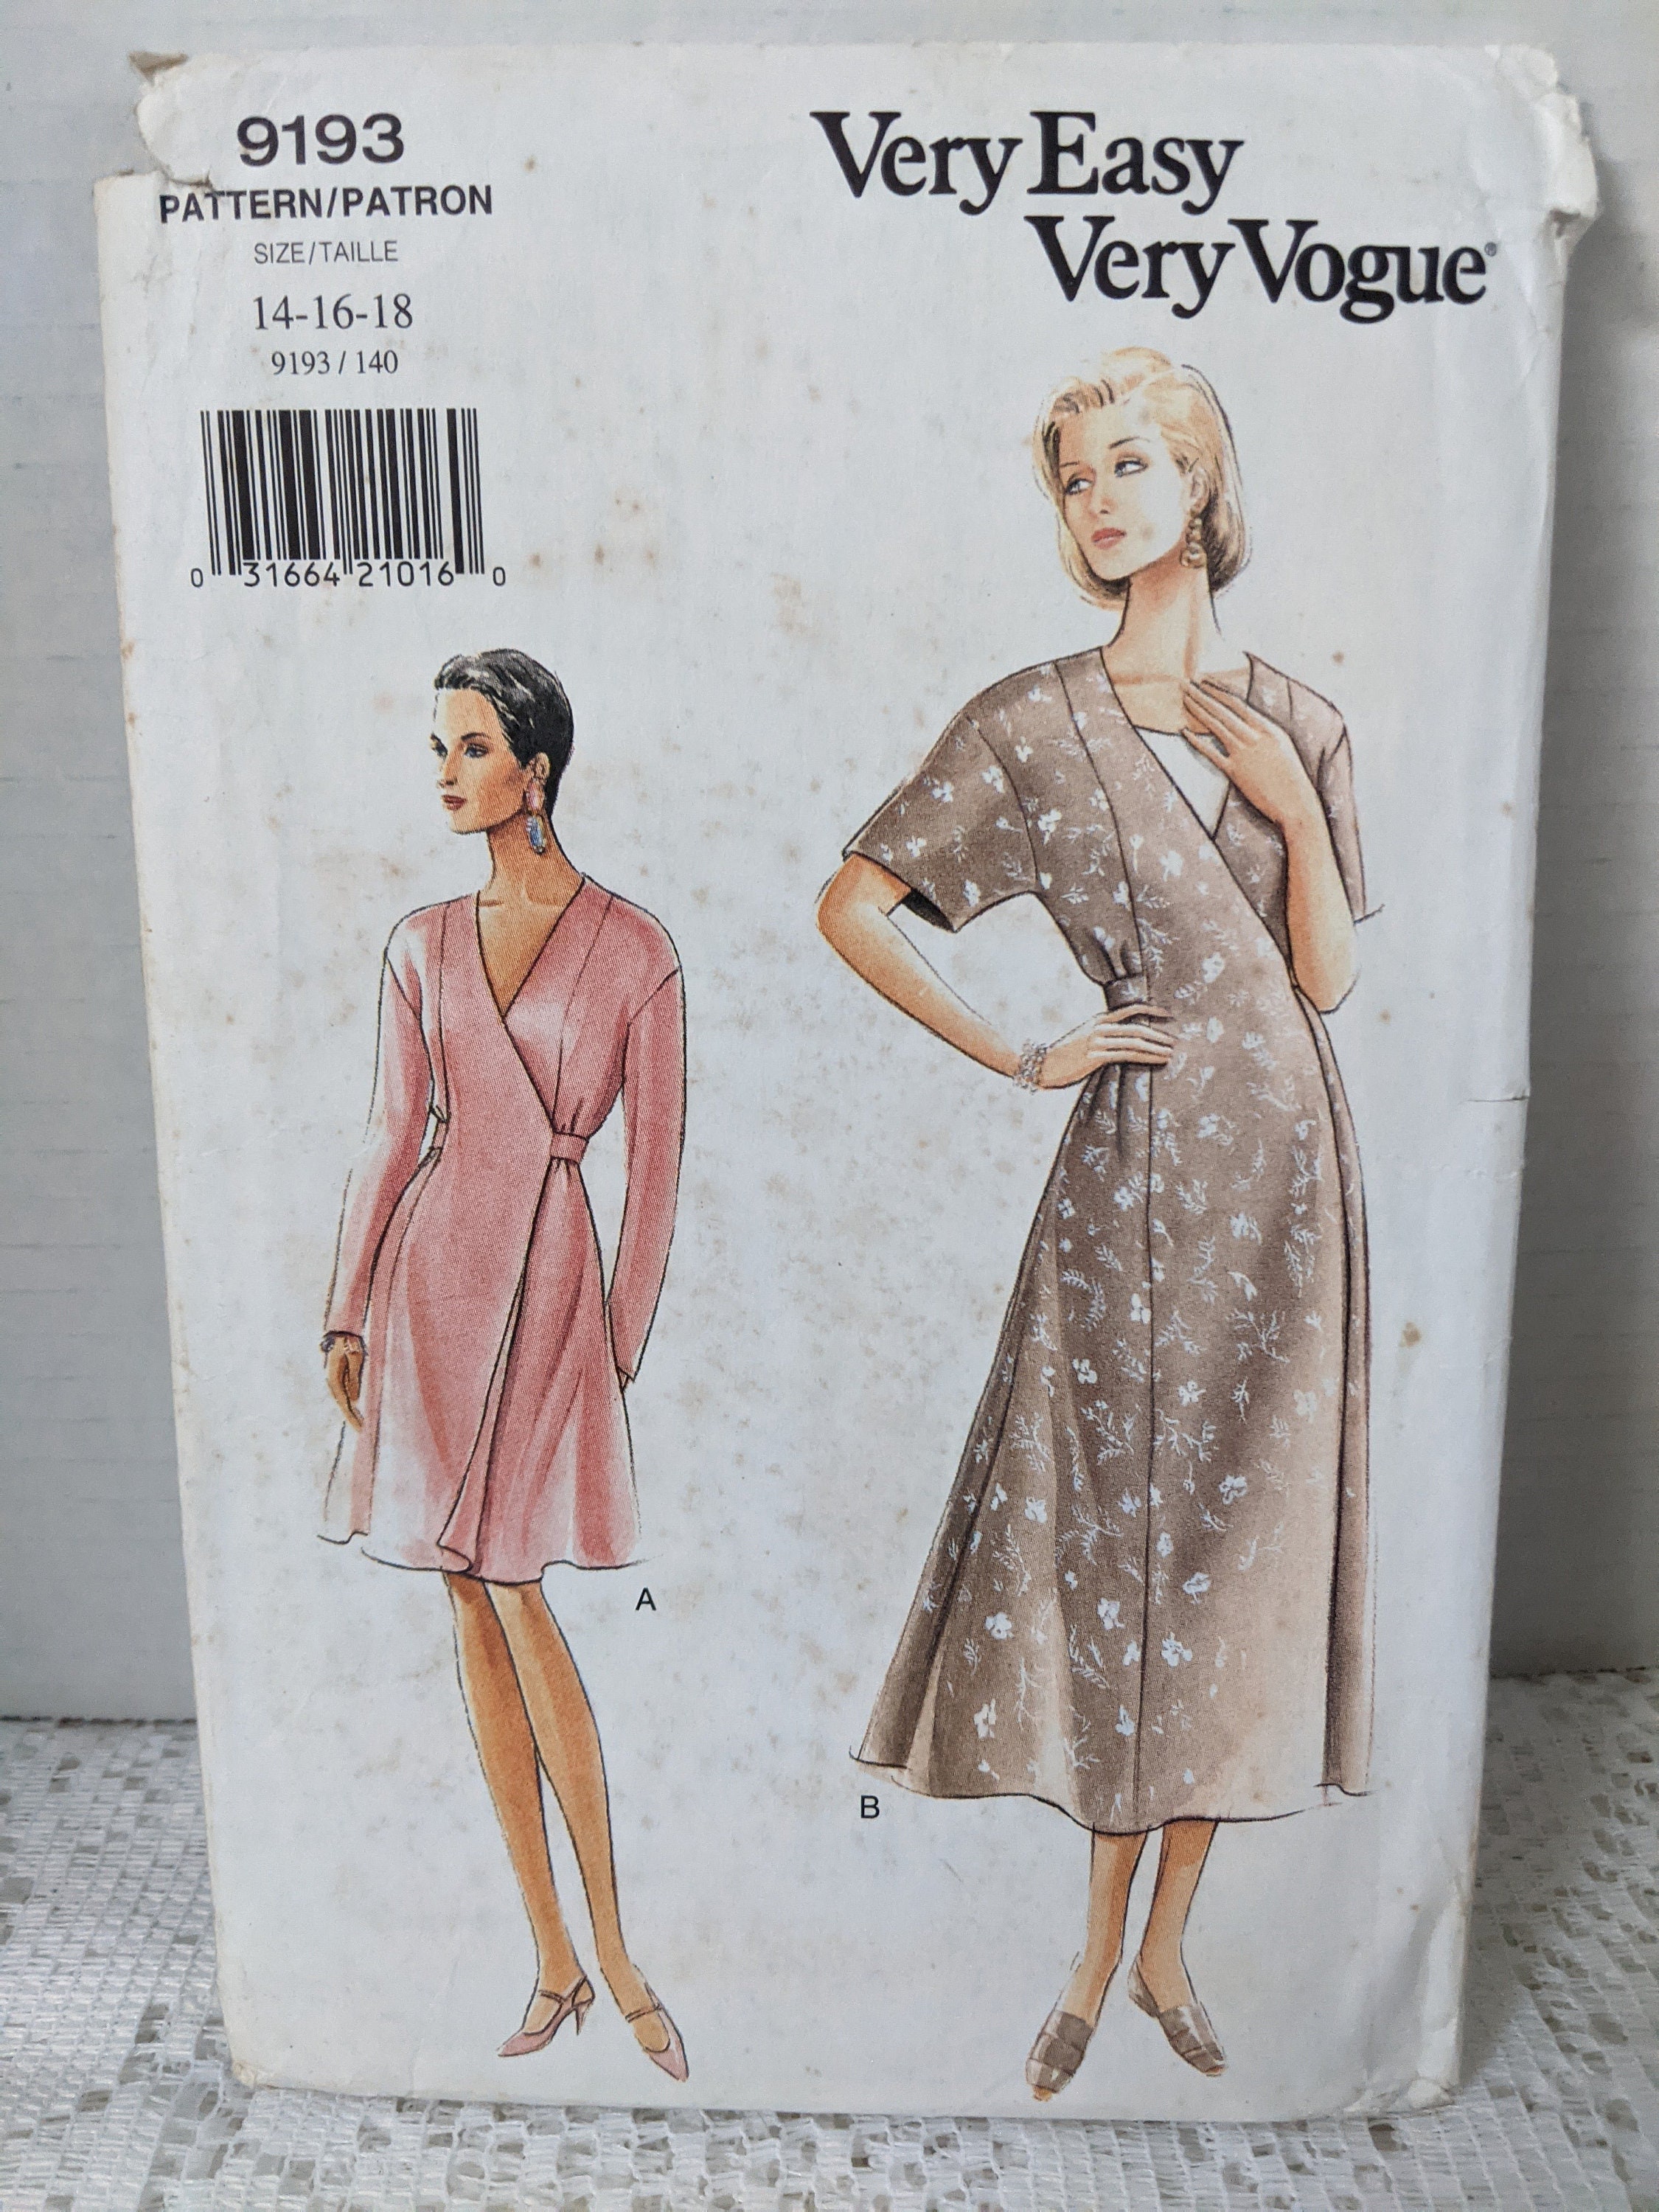 9193
PATTERN/PATRON
SIZE/TAILLE
14-16-18
9193 / 140
0 31664 21016 0
Very Easy
Very Vogue®
A
B